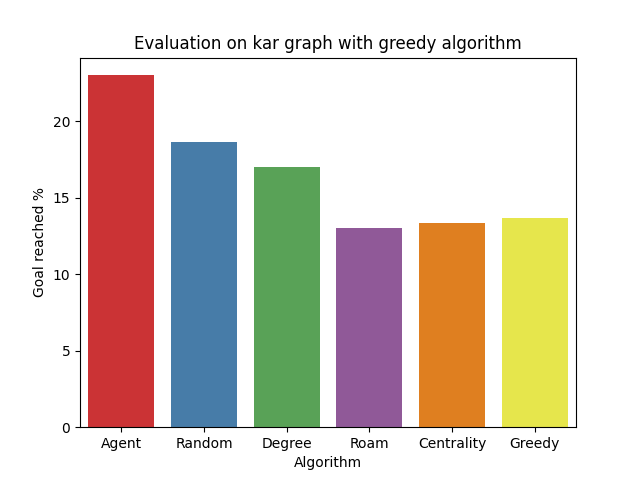 Evaluation on kar graph with greedy algorithm
Goal reached %
20
15
10
5
0
Agent Random Degree Roam Centrality Greedy
Algorithm